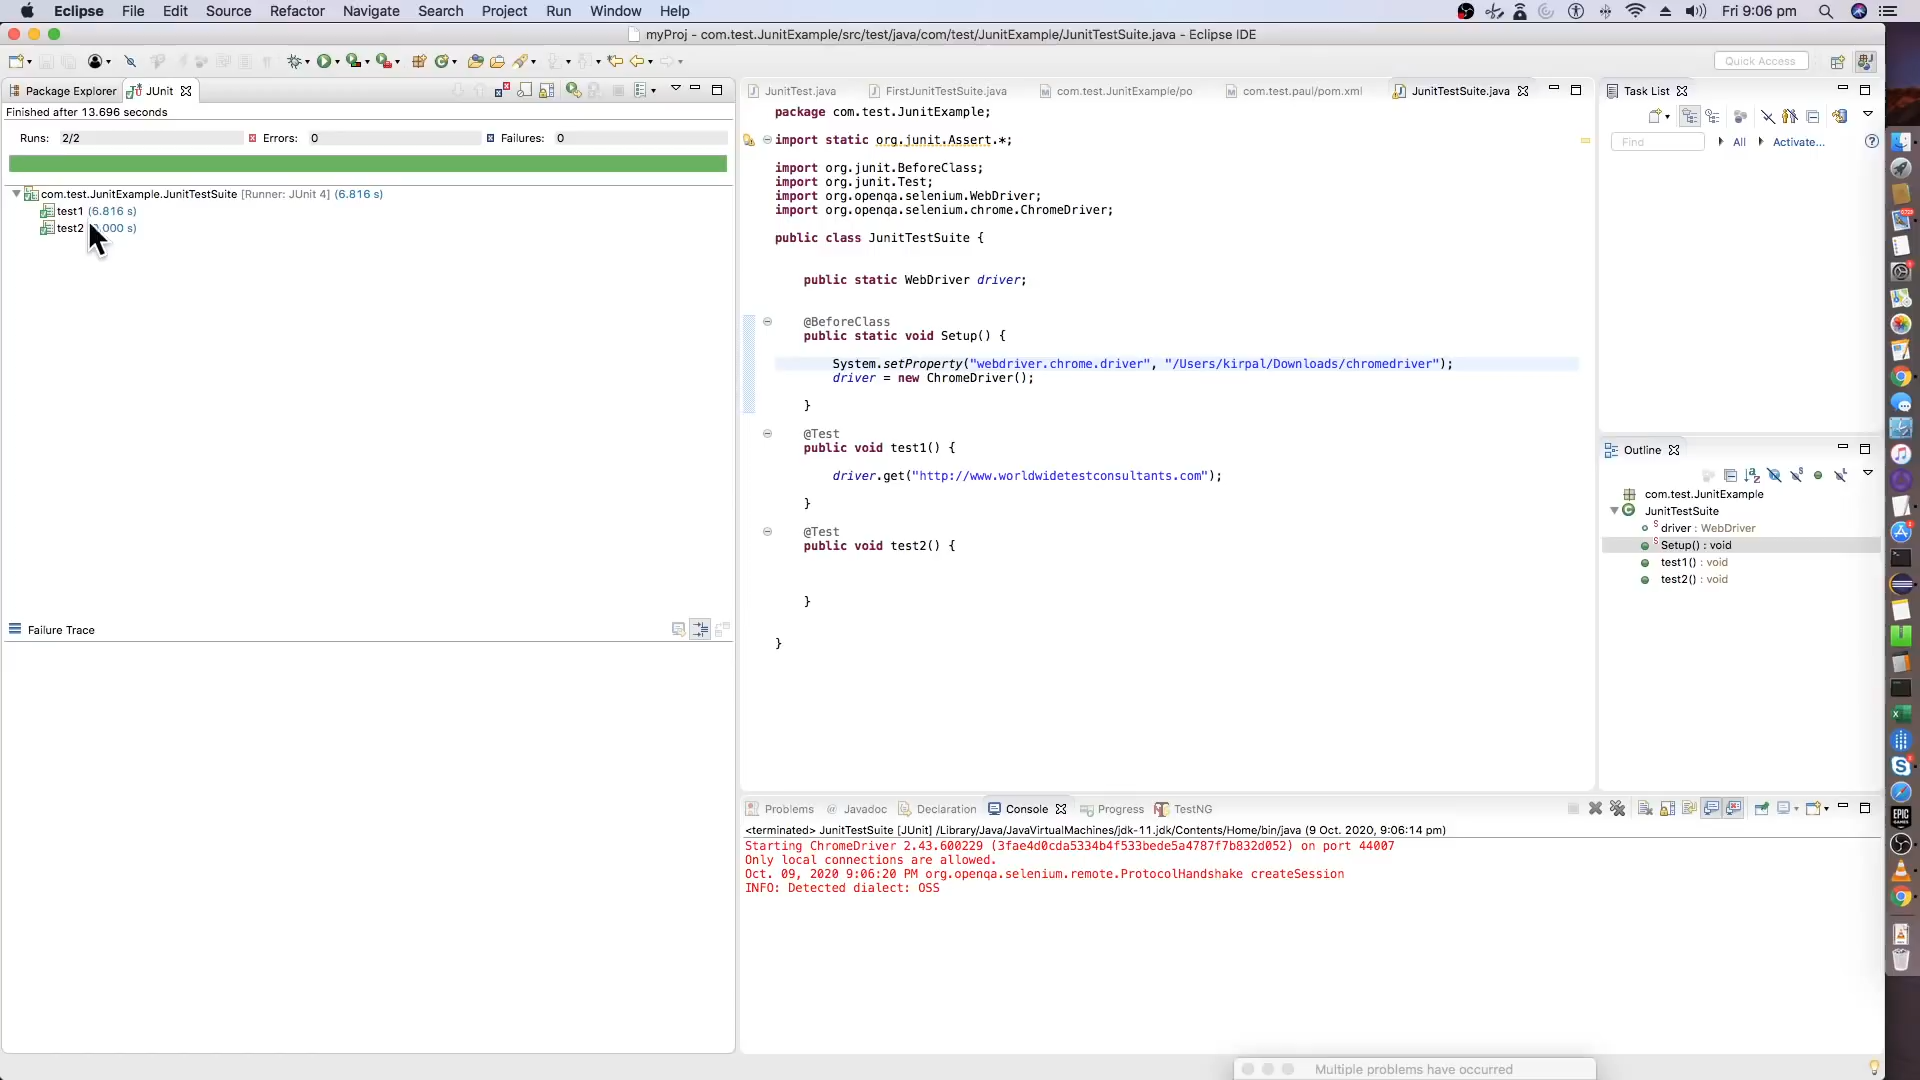 Eclipse File Edit Source Refactor Navigate Search Project Run Window Help
Fri 9:06 pm
myProj - com.test.JunitExample/src/test/java/com/test/JunitExample/JunitTestSuite.java - Eclipse IDE
Quick Access
Package Explorer JUnit
Finished after 13.696 seconds
Runs: 2/2 Errors: 0 Failures: 0
com.test.JunitExample.JunitTestSuite [Runner: JUnit 4] (6.816 s)
test1 (6.816 s)
test2 .000 s)
Failure Trace
JunitTest.java FirstJunitTestSuite.java com.test.JunitExample/po com.test.paul/pom.xml JunitTestSuite.java
package com.test.JunitExample;
import static org.junit.Assert.*;
import org.junit.BeforeClass;
import org.junit.Test;
import org.openqa.selenium.WebDriver;
import org.openqa.selenium.chrome.ChromeDriver;
public class JunitTestSuite {
public static WebDriver driver;
@BeforeClass
public static void Setup() {
System.setProperty("webdriver.chrome.driver", "/Users/kirpal/Downloads/chromedriver");
driver = new ChromeDriver();
}
@Test
public void test1() {
driver.get("http://www.worldwidetestconsultants.com");
}
@Test
public void test2() {
}
}
Task List
Find All Activate...
Outline
com.test.JunitExample
JunitTestSuite
driver : WebDriver
Setup() : void
test1() : void
test2() : void
Problems Javadoc Declaration Console Progress TestNG
<terminated> JunitTestSuite [JUnit] /Library/Java/JavaVirtualMachines/jdk-11.jdk/Contents/Home/bin/java (9 Oct. 2020, 9:06:14 pm)
Starting ChromeDriver 2.43.600229 (3fae4d0cda5334b4f533bede5a4787f7b832d052) on port 44007
Only local connections are allowed.
Oct. 09, 2020 9:06:20 PM org.openqa.selenium.remote.ProtocolHandshake createSession
INFO: Detected dialect: OSS
Multiple problems have occurred
EPIC